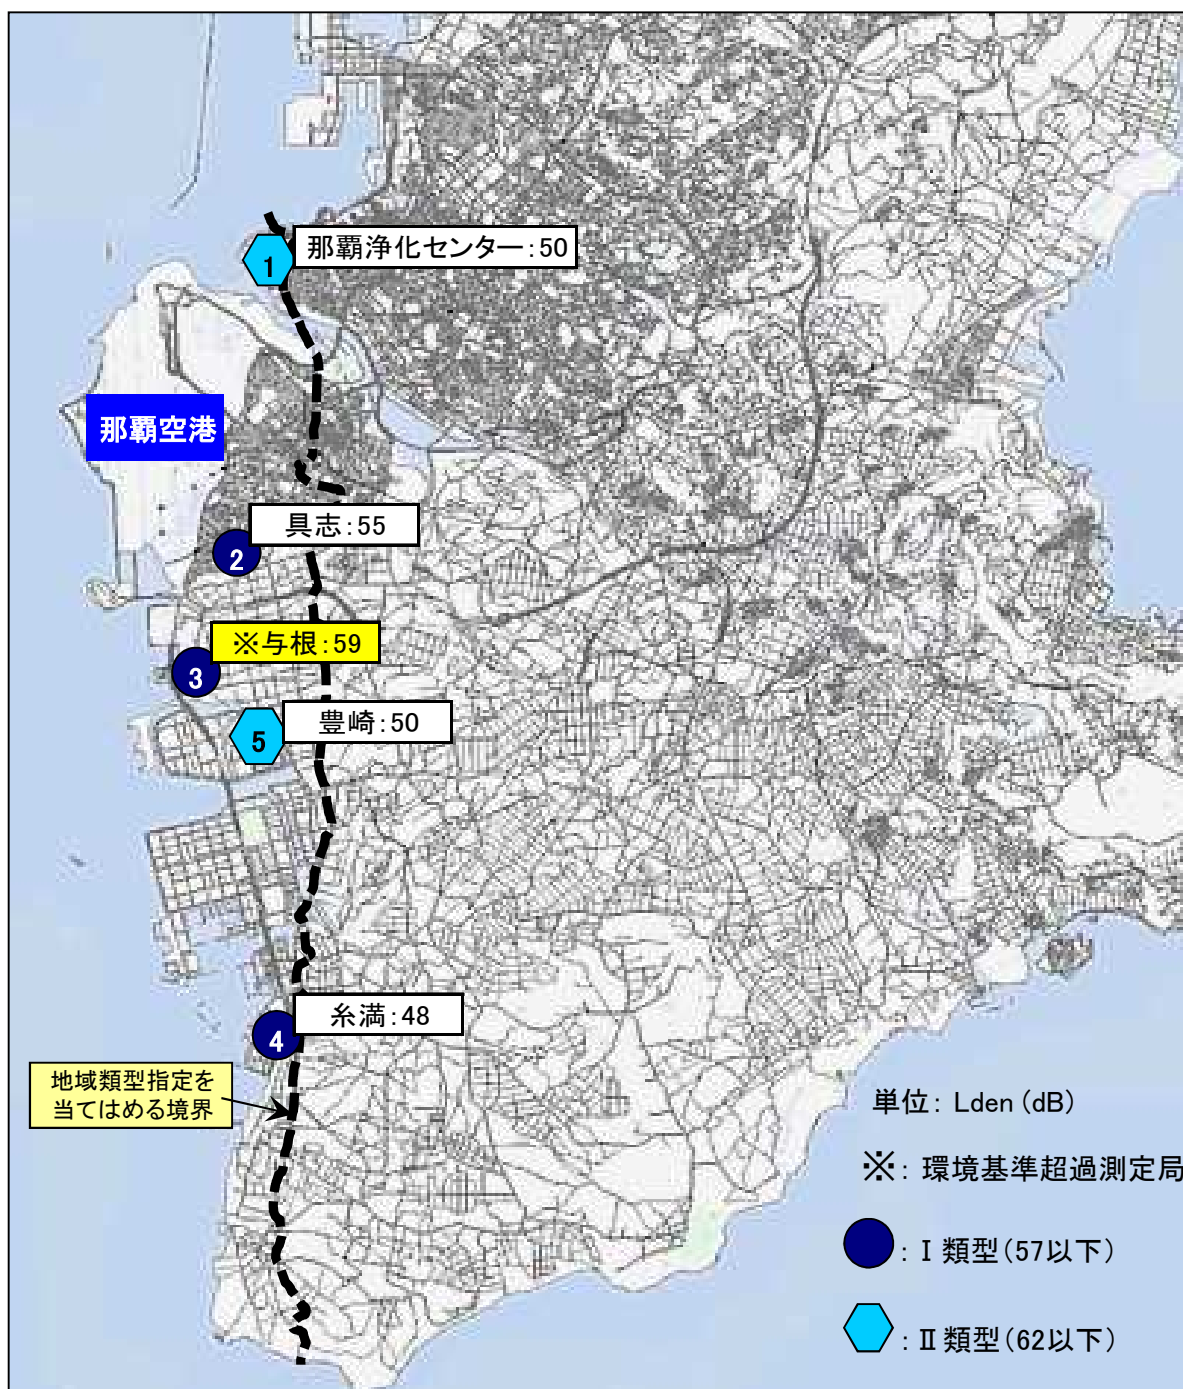 1
那覇浄化センター：50
那覇空港
具志：55
2
※与根：59
3
豊崎：50
5
糸満：48
4
地域類型指定を
当てはめる境界
単位：Lden（dB）
※：環境基準超過測定局
：Ⅰ類型（57以下）
：Ⅱ類型（62以下）